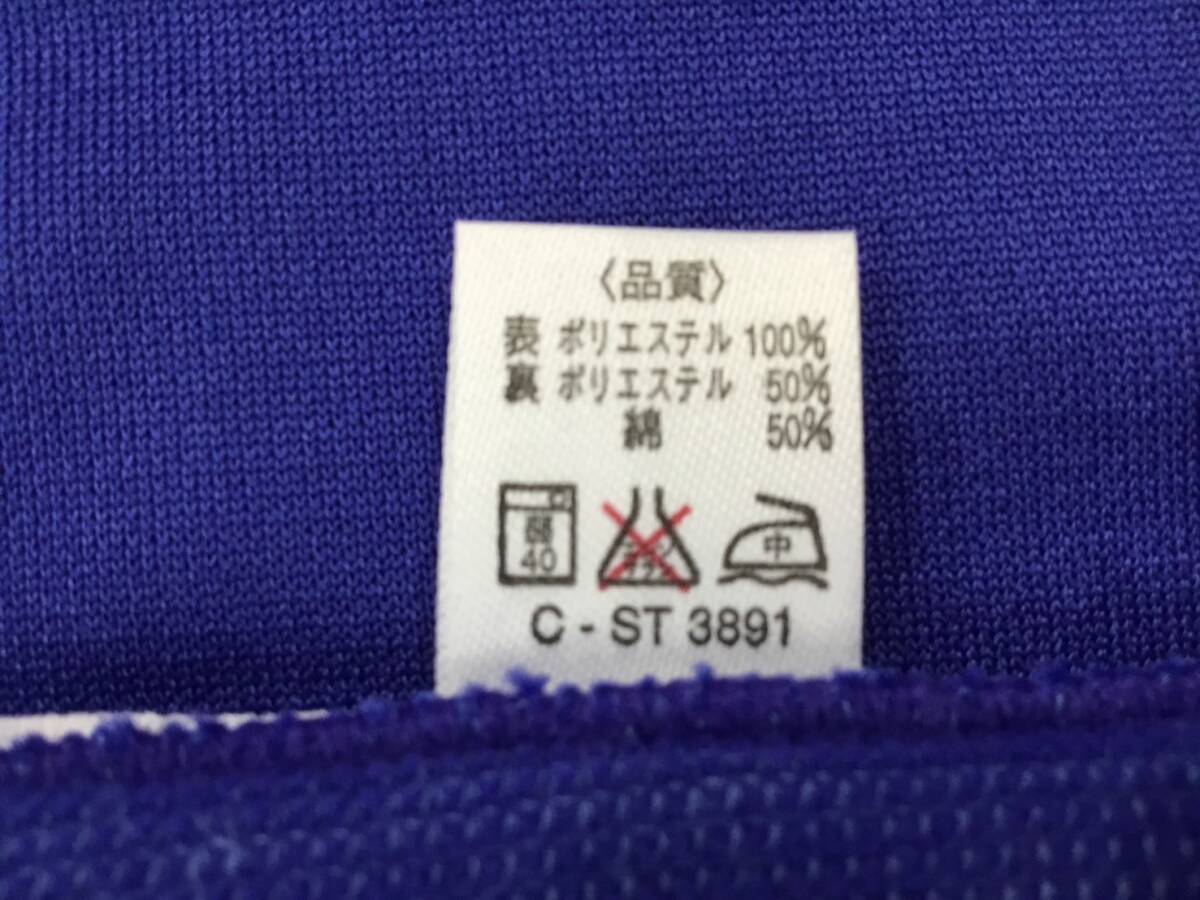 〈品質〉
表 ポリエステル 100%
裏 ポリエステル 50%
綿 50%
弱 40 中
C - ST 3891